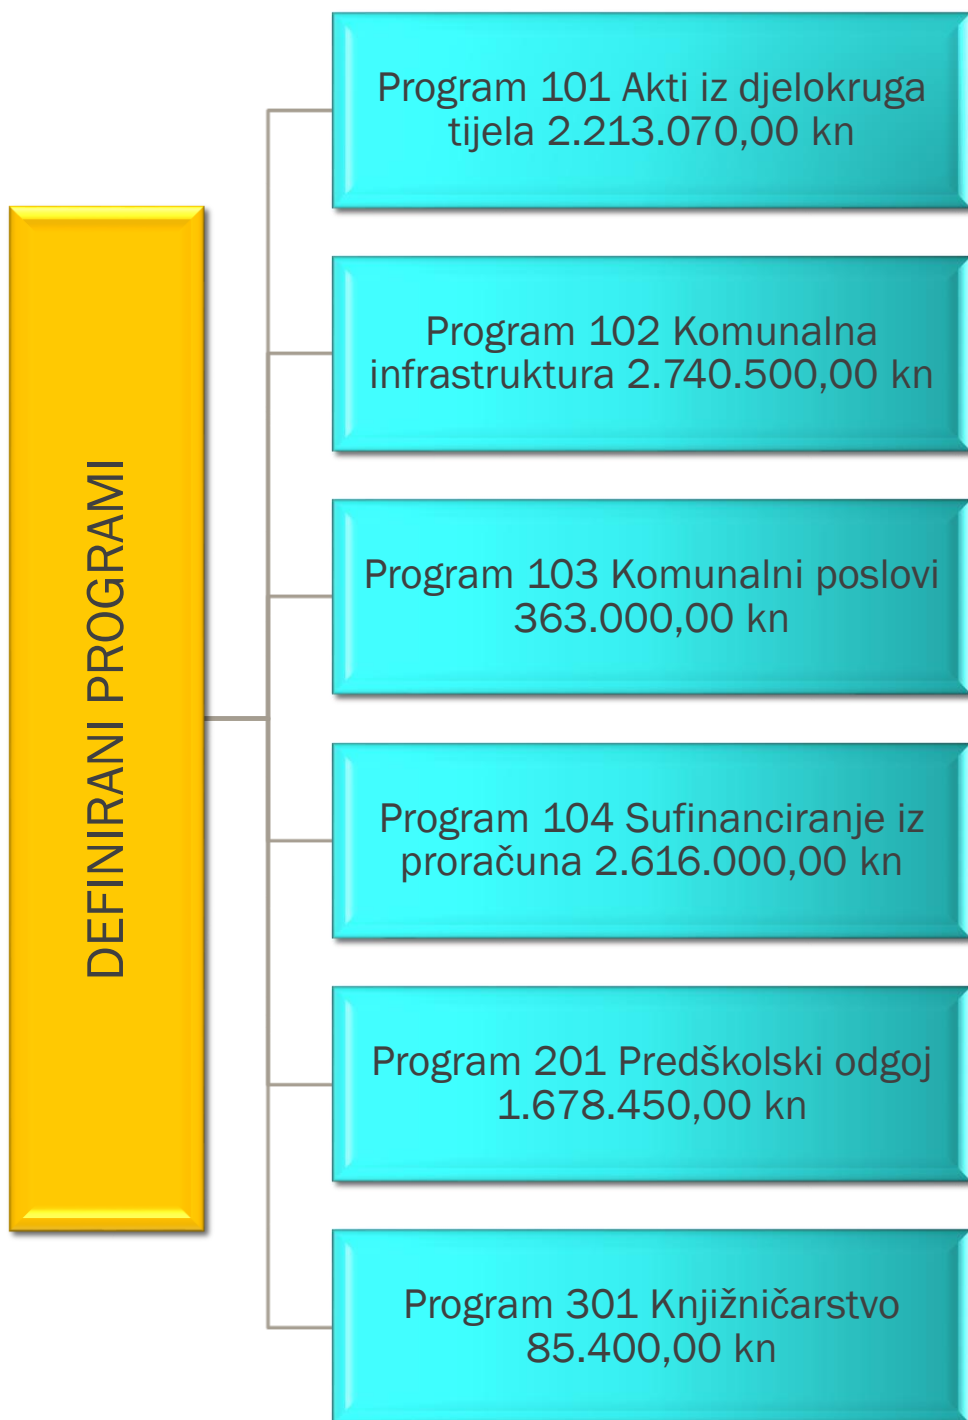 DEFINIRANI PROGRAMI
Program 101 Akti iz djelokruga
tijela 2.213.070,00 kn
Program 102 Komunalna
infrastruktura 2.740.500,00 kn
Program 103 Komunalni poslovi
363.000,00 kn
Program 104 Sufinanciranje iz
proračuna 2.616.000,00 kn
Program 201 Predškolski odgoj
1.678.450,00 kn
Program 301 Knjižničarstvo
85.400,00 kn